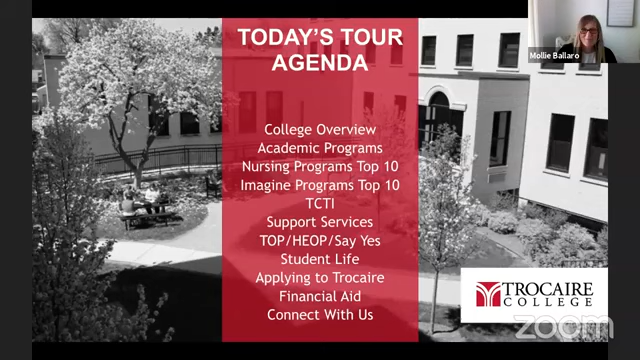 TODAY'S TOUR
AGENDA
College Overview
Academic Programs
Nursing Programs Top 10
Imagine Programs Top 10
TCTI
Support Services
TOP/HEOP/Say Yes
Student Life
Applying to Trocaire
Financial Aid
Connect With Us
Mollie Ballaro
TROCAIRE
COLLEGE
zoom